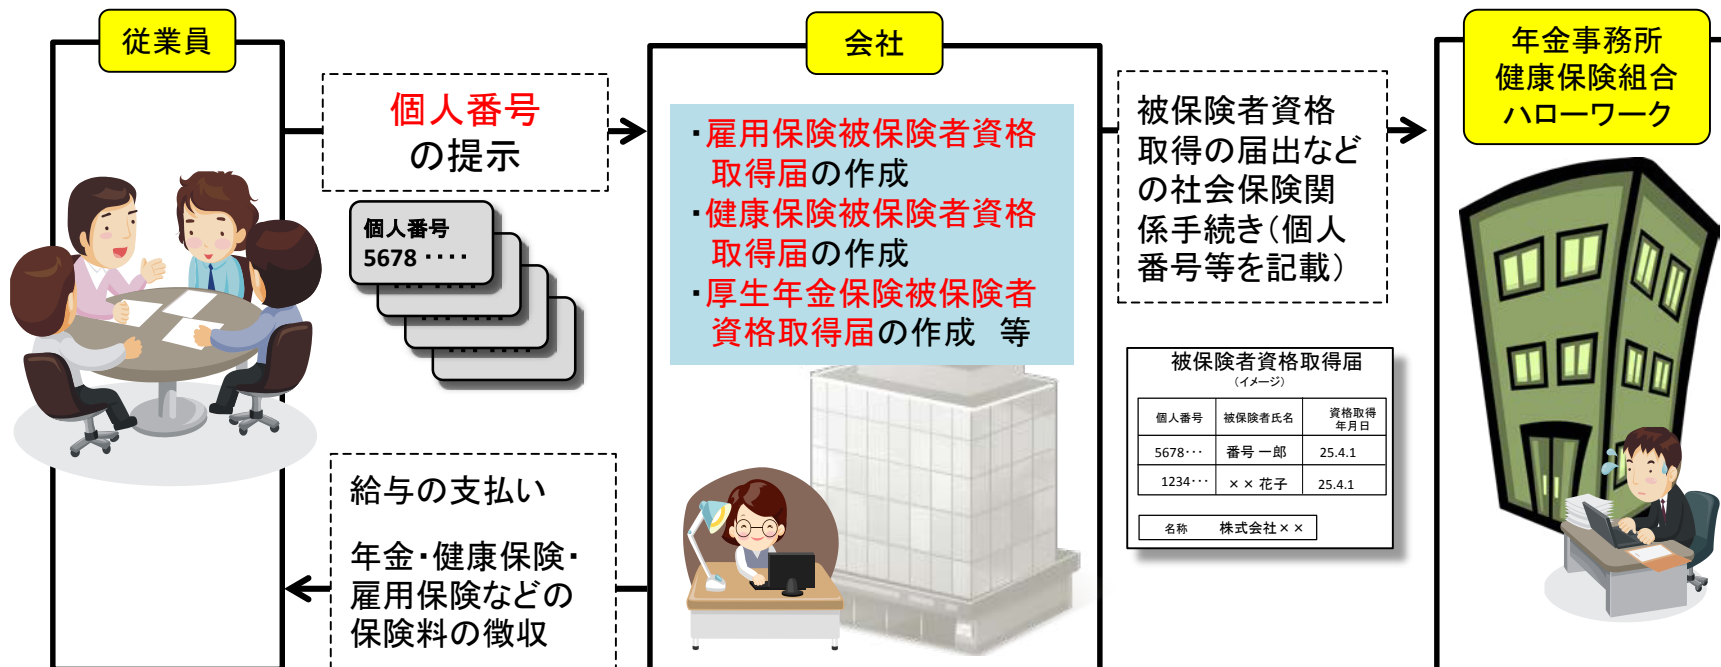 従業員
個人番号
の提示
個人番号
5678 ････
給与の支払い
年金・健康保険・
雇用保険などの
保険料の徴収
会社
・雇用保険被保険者資格
取得届の作成
・健康保険被保険者資格
取得届の作成
・厚生年金保険被保険者
資格取得届の作成　等
被保険者資格
取得の届出など
の社会保険関
係手続き（個人
番号等を記載）
被保険者資格取得届
（イメージ）
個人番号 被保険者氏名 資格取得
年月日
5678･･･ 番号 一郎 25.4.1
1234･･･ ×× 花子 25.4.1
名称 株式会社××
年金事務所
健康保険組合
ハローワーク